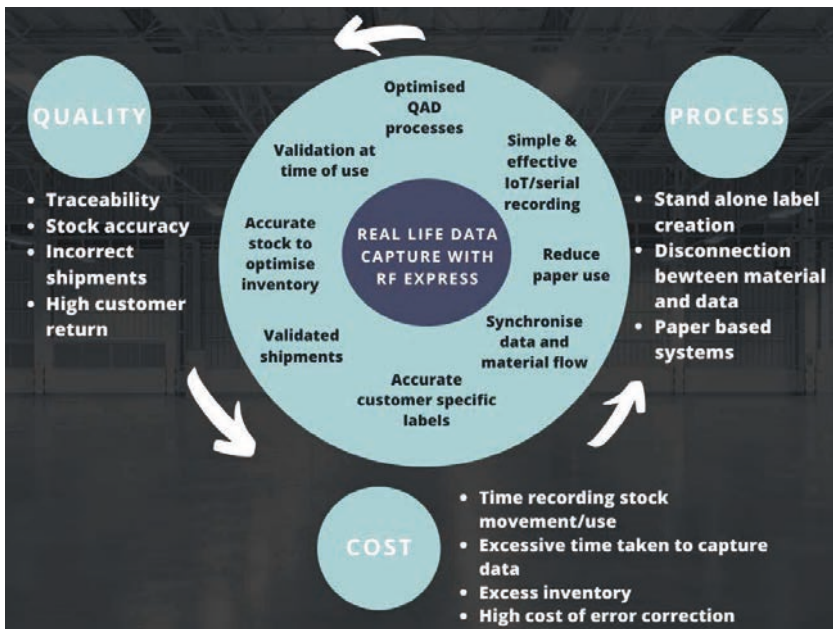 QUALITY
• Traceability
• Stock accuracy
• Incorrect
shipments
• High customer
return
Optimised
QAD
processes
Simple &
effective
IoT/serial
recording
Reduce
paper use
Synchronise
data and
material flow
Accurate
customer specific
labels
Validated
shipments
Accurate
stock to
optimise
inventory
Validation at
time of use
REAL LIFE DATA
CAPTURE WITH
RF EXPRESS
PROCESS
• Stand alone label
creation
• Disconnection
bewteen material
and data
• Paper based
systems
COST
• Time recording stock
movement/use
• Excessive time taken to capture
data
• Excess inventory
• High cost of error correction